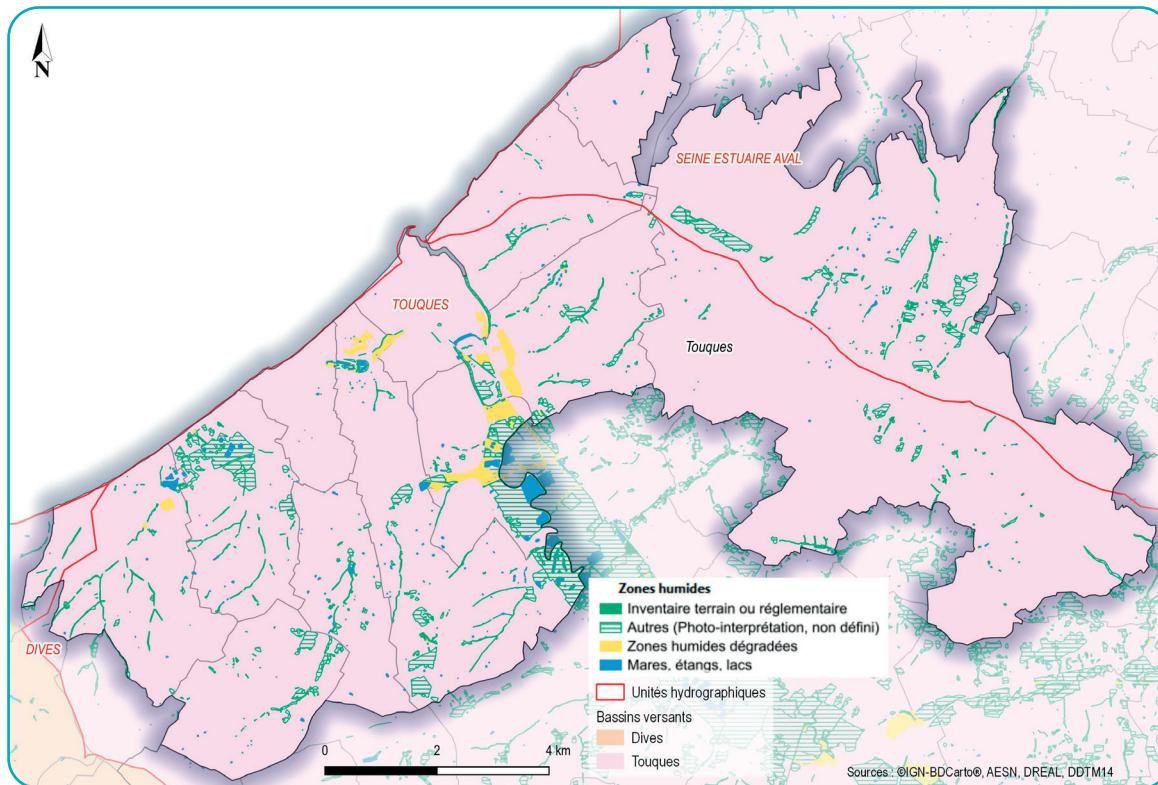 N
SEINE ESTUAIRE AVAL
TOUQUES
Touques
DIVES
Zones humides
Inventaire terrain ou réglementaire
Autres (Photo-interprétation, non défini)
Zones humides dégradées
Mares, étangs, lacs
Unités hydrographiques
Bassins versants
Dives
Touques
0 2 4 km
Sources : ©IGN-BDCarto®, AESN, DREAL, DDTM14